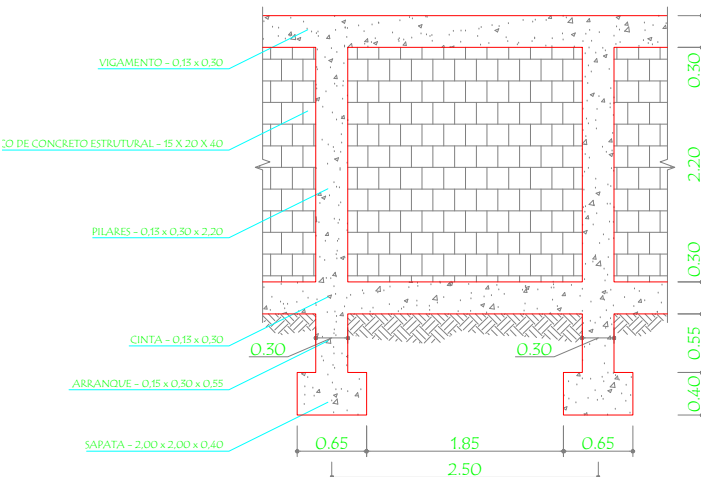 VIGAMENTO - 0,13 x 0,30
CO DE CONCRETO ESTRUTURAL - 15 X 20 X 40
PILARES - 0,13 x 0,30 x 2,20
CINTA - 0,13 x 0,30
ARRANQUE - 0,15 x 0,30 x 0,55
SAPATA - 2,00 x 2,00 x 0,40
0.30
2.20
0.30
0.55
0.40
0.30
0.30
0.65
1.85
0.65
2.50